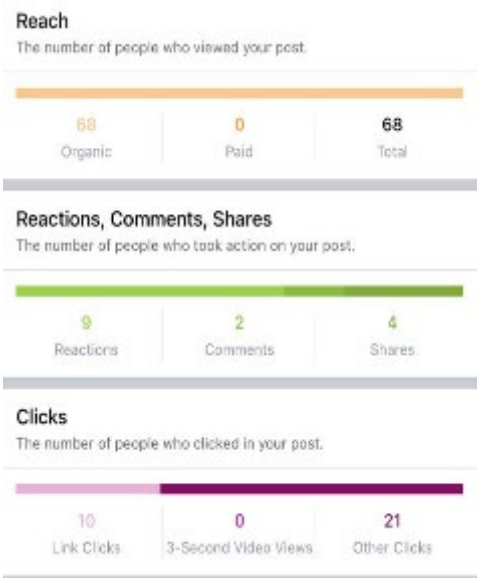 Reach
The number of people who viewed your post.
68 0 68
Organic Paid Total
Reactions, Comments, Shares
The number of people who took action on your post.
9 2 4
Reactions Comments Shares
Clicks
The number of people who clicked in your post.
10 0 21
Link Clicks 3-Second Video Views Other Clicks